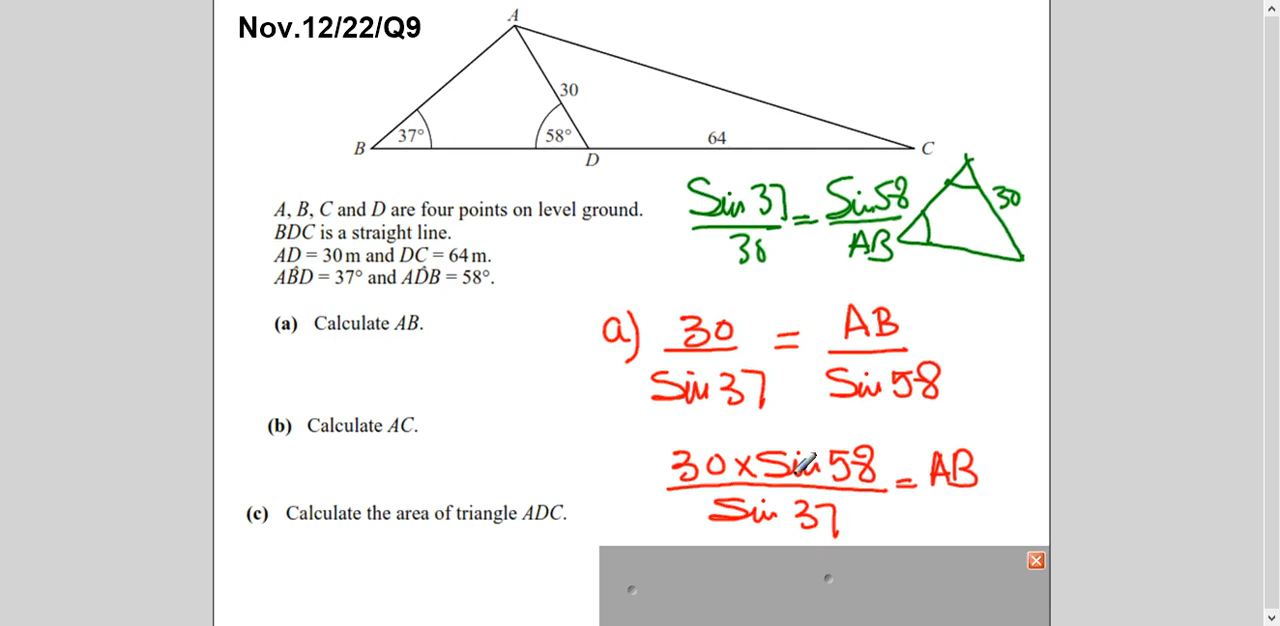 Nov.12/22/Q9
A
30
37°
58°
64
B
D
C
A, B, C and D are four points on level ground.
BDC is a straight line.
AD = 30 m and DC = 64 m.
AB̂D = 37° and AD̂B = 58°.
Sin 37 / 30 = Sin 58 / AB
30
(a) Calculate AB.
a) 30 / Sin 37 = AB / Sin 58
(b) Calculate AC.
30 x Sin 58 / Sin 37 = AB
(c) Calculate the area of triangle ADC.